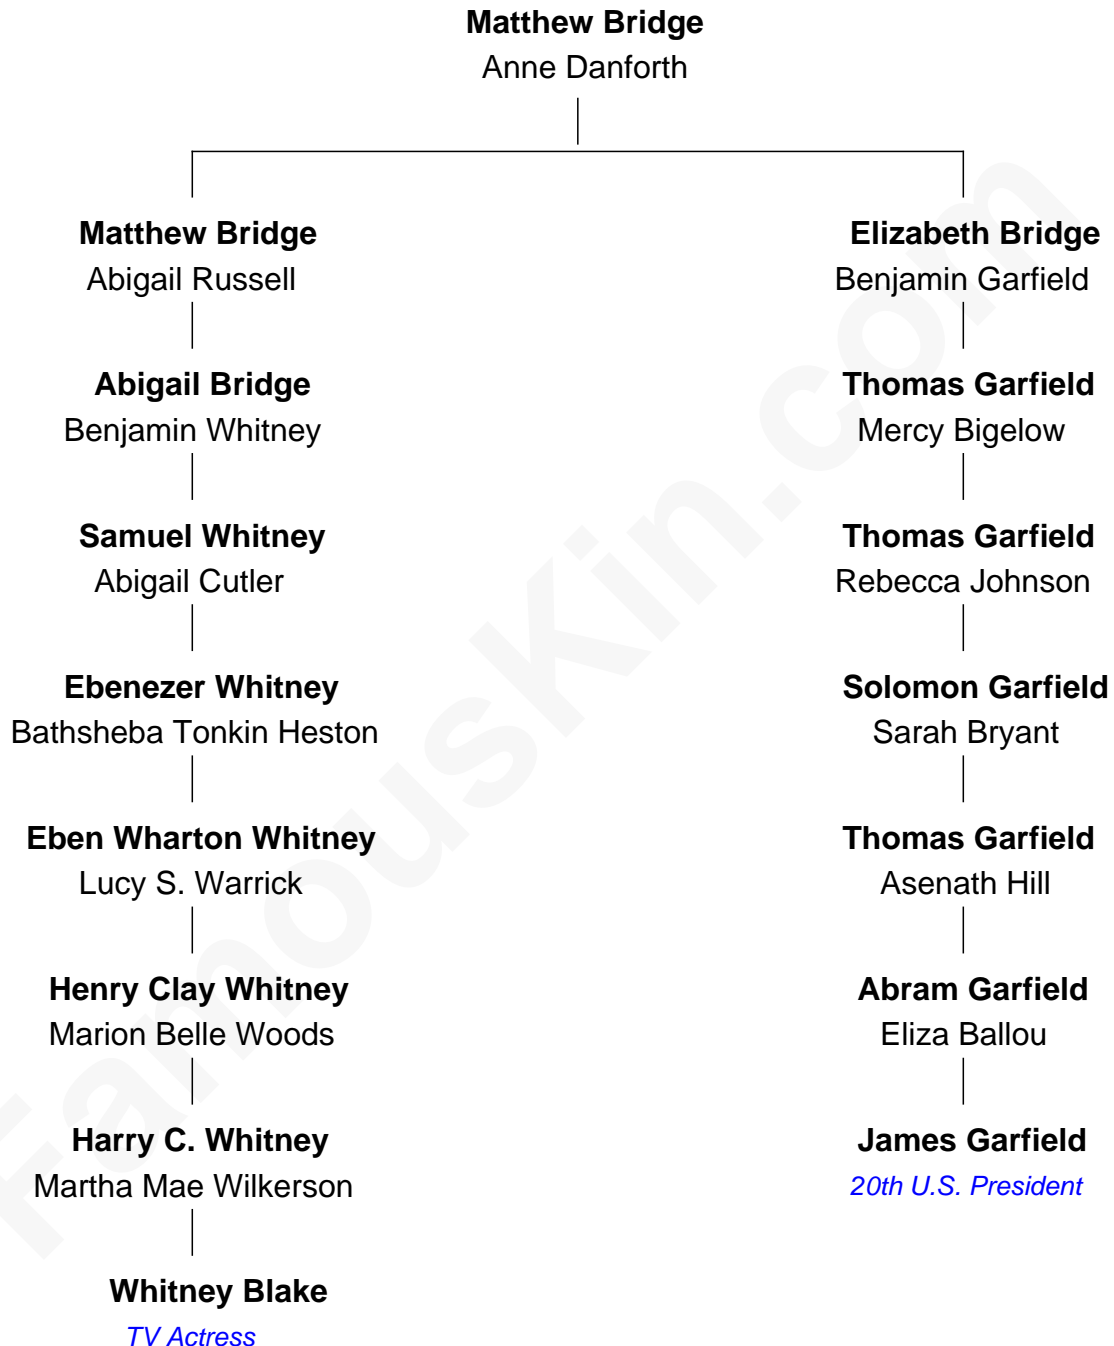 Matthew Bridge
Anne Danforth
Matthew Bridge
Abigail Russell
Elizabeth Bridge
Benjamin Garfield
Abigail Bridge
Benjamin Whitney
Thomas Garfield
Mercy Bigelow
Samuel Whitney
Abigail Cutler
Thomas Garfield
Rebecca Johnson
Ebenezer Whitney
Bathsheba Tonkin Heston
Solomon Garfield
Sarah Bryant
Eben Wharton Whitney
Lucy S. Warrick
Thomas Garfield
Asenath Hill
Henry Clay Whitney
Marion Belle Woods
Abram Garfield
Eliza Ballou
Harry C. Whitney
Martha Mae Wilkerson
James Garfield
20th U.S. President
Whitney Blake
TV Actress
FamousKin.com